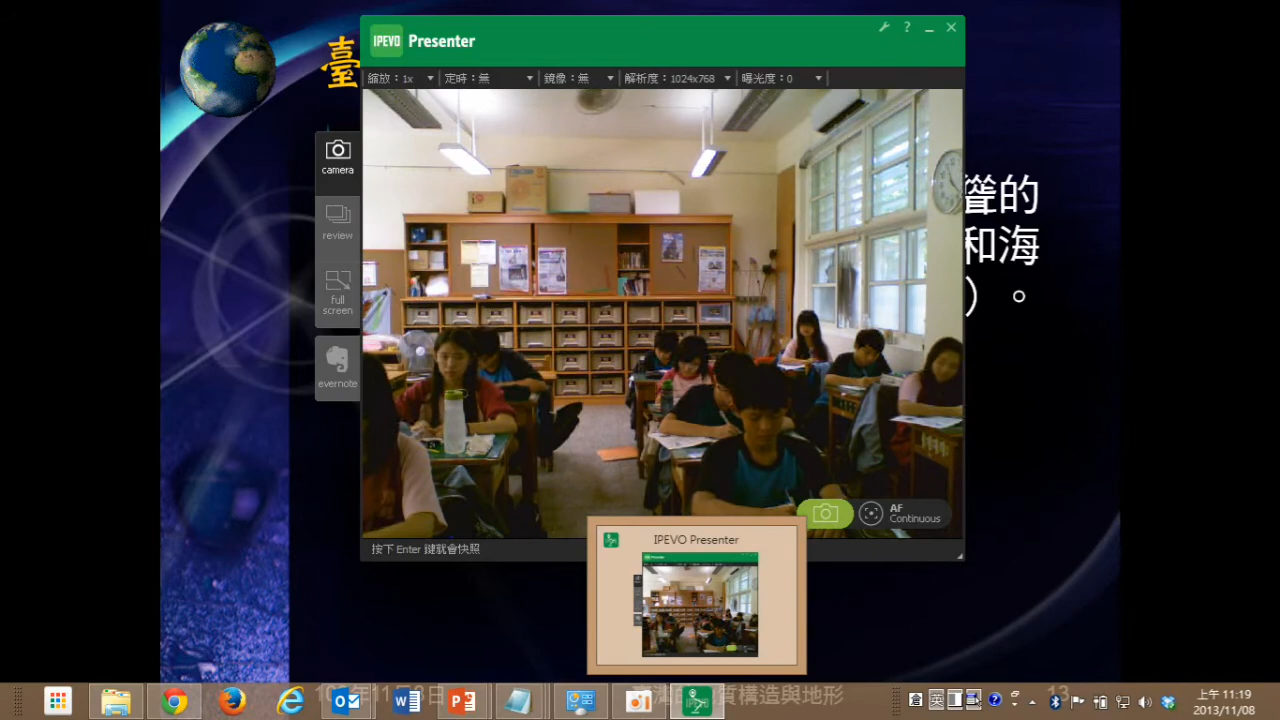 IPEVO Presenter
?
臺
縮放：1x
定時：無
鏡像：無
解析度：1024x768
曝光度：0
camera
review
full
screen
evernote
聳的
和海
）。
AF
Continuous
按下 Enter 鍵就會快照
IPEVO Presenter
質構造與地形
13
英
上午 11:19
2013/11/08